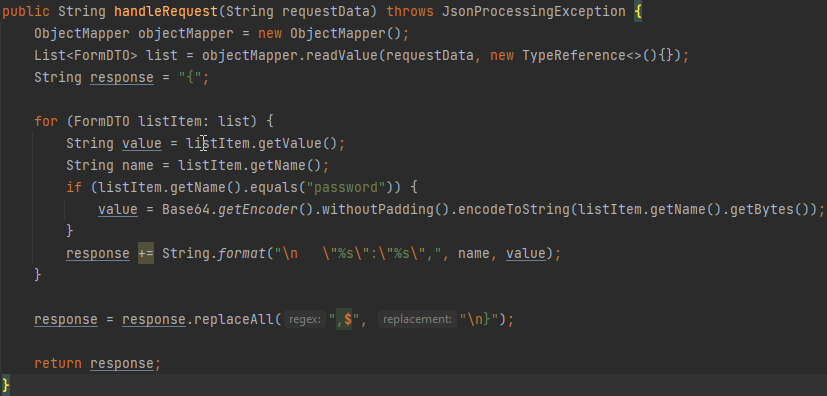 public String handleRequest(String requestData) throws JsonProcessingException {
ObjectMapper objectMapper = new ObjectMapper();
List<FormDTO> list = objectMapper.readValue(requestData, new TypeReference<>(){});
String response = "{";
for (FormDTO listItem: list) {
String value = listItem.getValue();
String name = listItem.getName();
if (listItem.getName().equals("password")) {
value = Base64.getEncoder().withoutPadding().encodeToString(listItem.getName().getBytes());
}
response += String.format("\n   \"%s\":\"%s\",", name, value);
}
response = response.replaceAll( regex: ",$", replacement: "\n}");
return response;
}